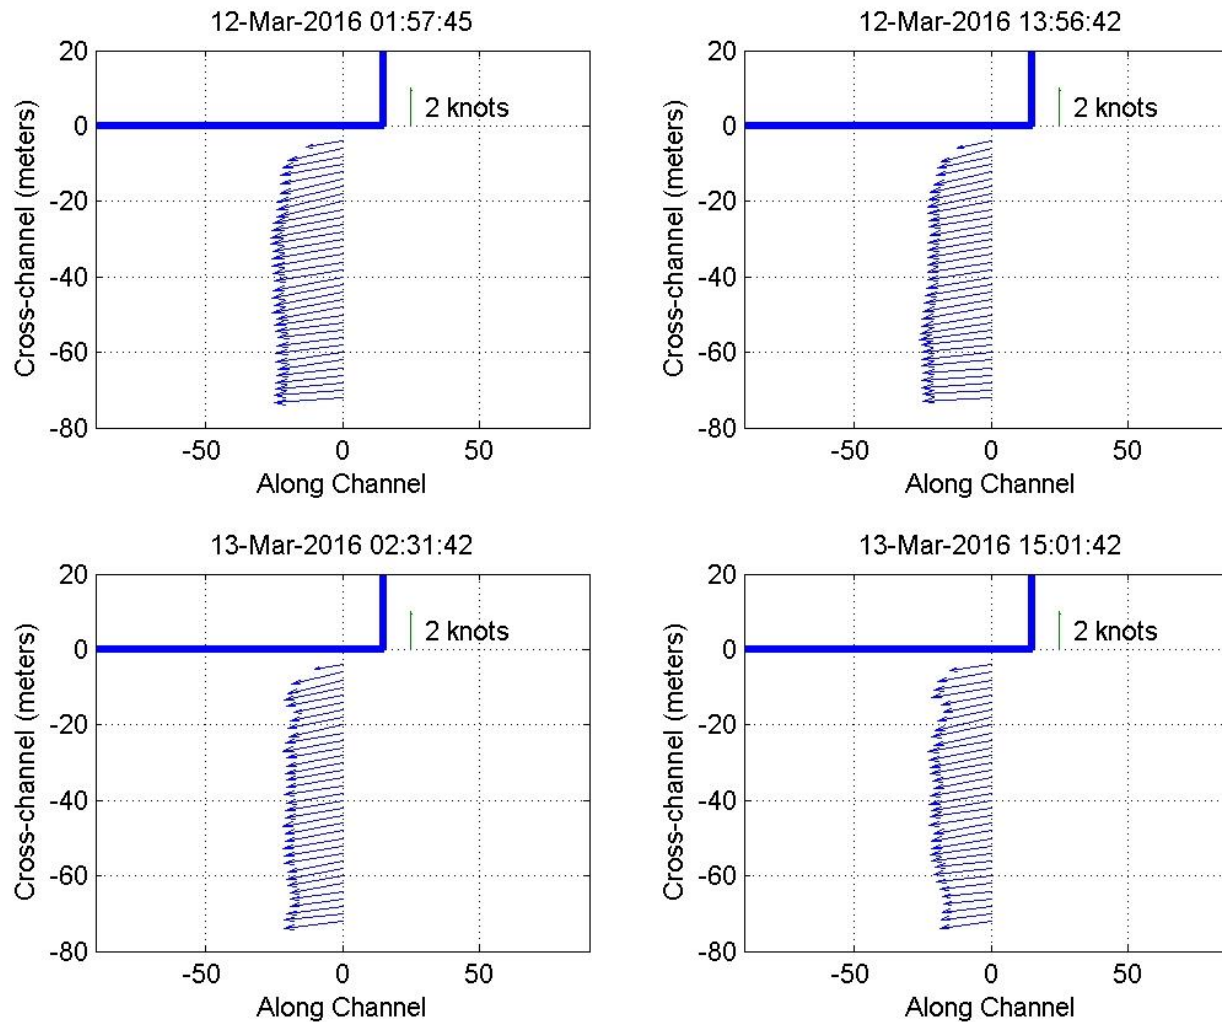 12-Mar-2016 01:57:45
20
0
-20
-40
-60
-80
Cross-channel (meters)
2 knots
-50
0
50
Along Channel
12-Mar-2016 13:56:42
20
0
-20
-40
-60
-80
Cross-channel (meters)
2 knots
-50
0
50
Along Channel
13-Mar-2016 02:31:42
20
0
-20
-40
-60
-80
Cross-channel (meters)
2 knots
-50
0
50
Along Channel
13-Mar-2016 15:01:42
20
0
-20
-40
-60
-80
Cross-channel (meters)
2 knots
-50
0
50
Along Channel